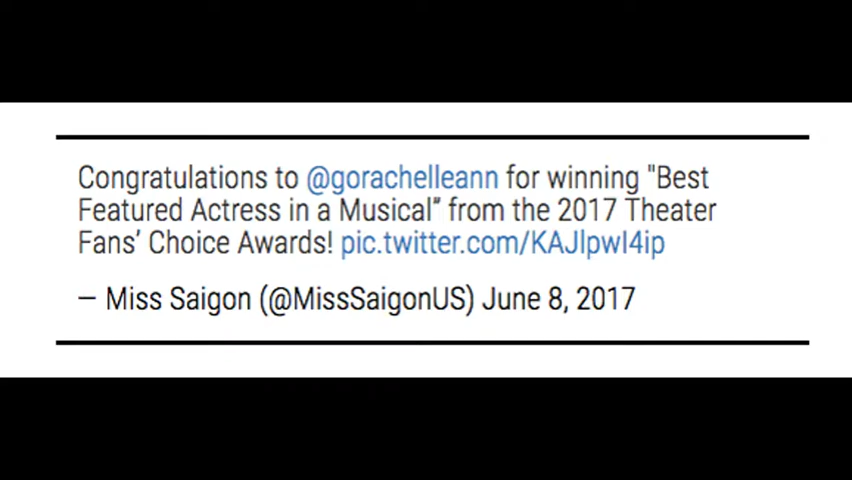 Congratulations to @gorachelleann for winning "Best
Featured Actress in a Musical” from the 2017 Theater
Fans’ Choice Awards! pic.twitter.com/KAJlpwI4ip
— Miss Saigon (@MissSaigonUS) June 8, 2017